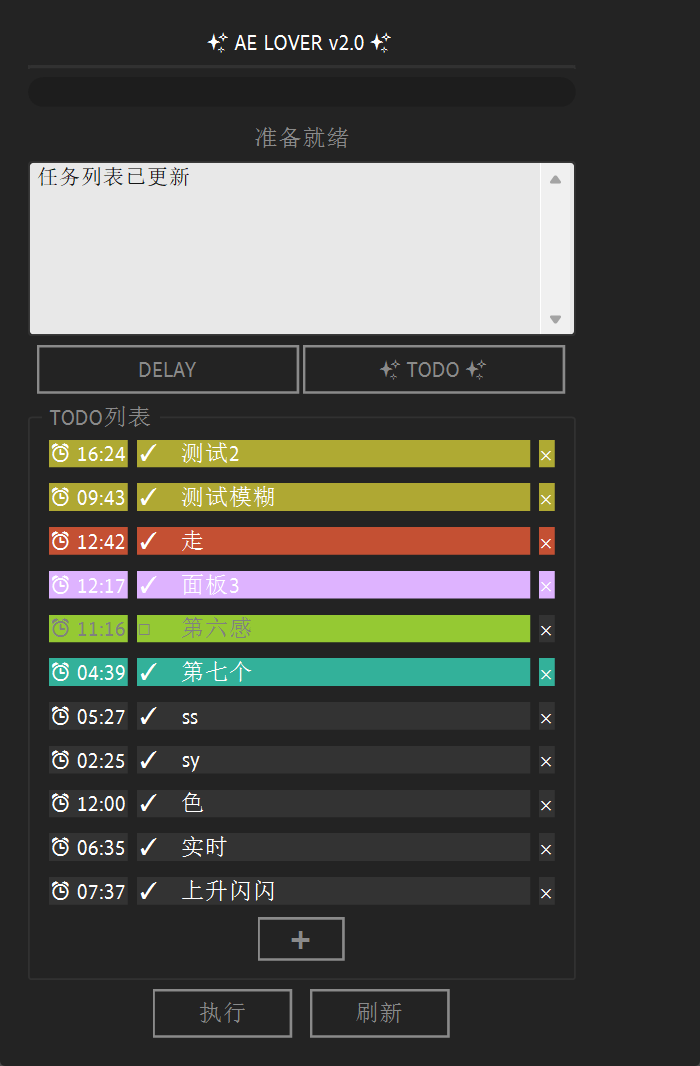 AE LOVER v2.0
准备就绪
任务列表已更新
DELAY
TODO
TODO列表
16:24 ✓ 测试2 ×
09:43 ✓ 测试模糊 ×
12:42 ✓ 走 ×
12:17 ✓ 面板3 ×
11:16 □ 第六感 ×
04:39 ✓ 第七个 ×
05:27 ✓ ss ×
02:25 ✓ sy ×
12:00 ✓ 色 ×
06:35 ✓ 实时 ×
07:37 ✓ 上升闪闪 ×
+
执行
刷新